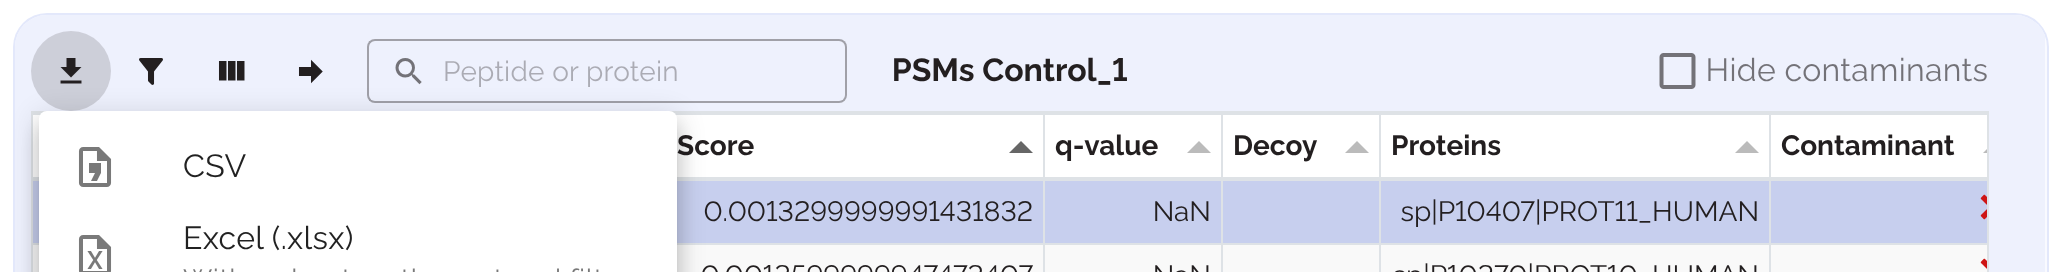 Peptide or protein
PSMs Control_1
Hide contaminants
CSV
Excel (.xlsx)
Score q-value Decoy Proteins Contaminant
0.0013299999991431832 NaN sp|P10407|PROT11_HUMAN
NaN